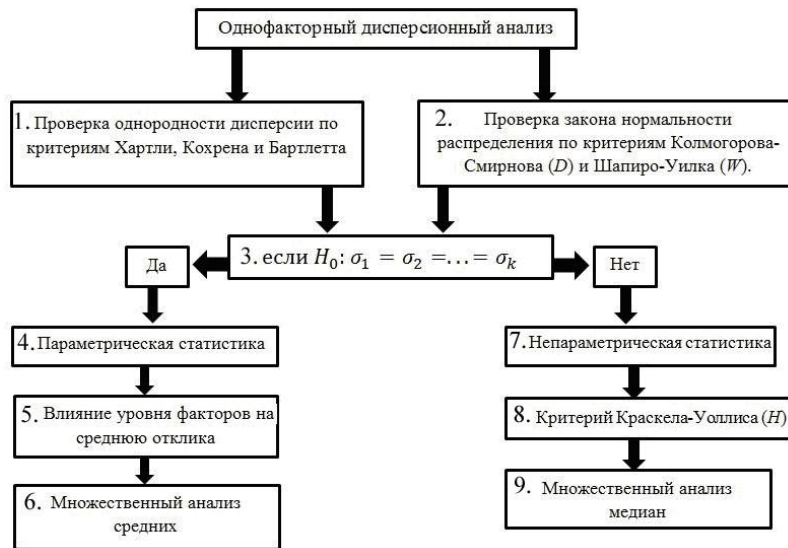 Однофакторный дисперсионный анализ
1. Проверка однородности дисперсии по
критериям Хартли, Кохрена и Бартлетта
2. Проверка закона нормальности
распределения по критериям Колмогорова-
Смирнова (D) и Шапиро-Уилка (W).
3. если H₀: σ₁ = σ₂ =...= σₖ
Да
Нет
4. Параметрическая статистика
7. Непараметрическая статистика
5. Влияние уровня факторов на
среднюю отклика
8. Критерий Краскела-Уоллиса (H)
6. Множественный анализ
средних
9. Множественный анализ
медиан